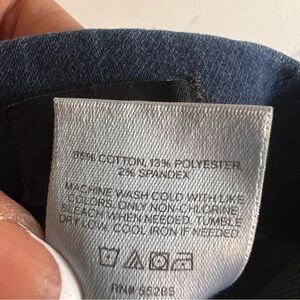 85% COTTON, 13% POLYESTER,
2% SPANDEX
MACHINE WASH COLD WITH LIKE
COLORS. ONLY NON-CHLORINE
BLEACH WHEN NEEDED. TUMBLE
DRY LOW. COOL IRON IF NEEDED.
RN# 55285